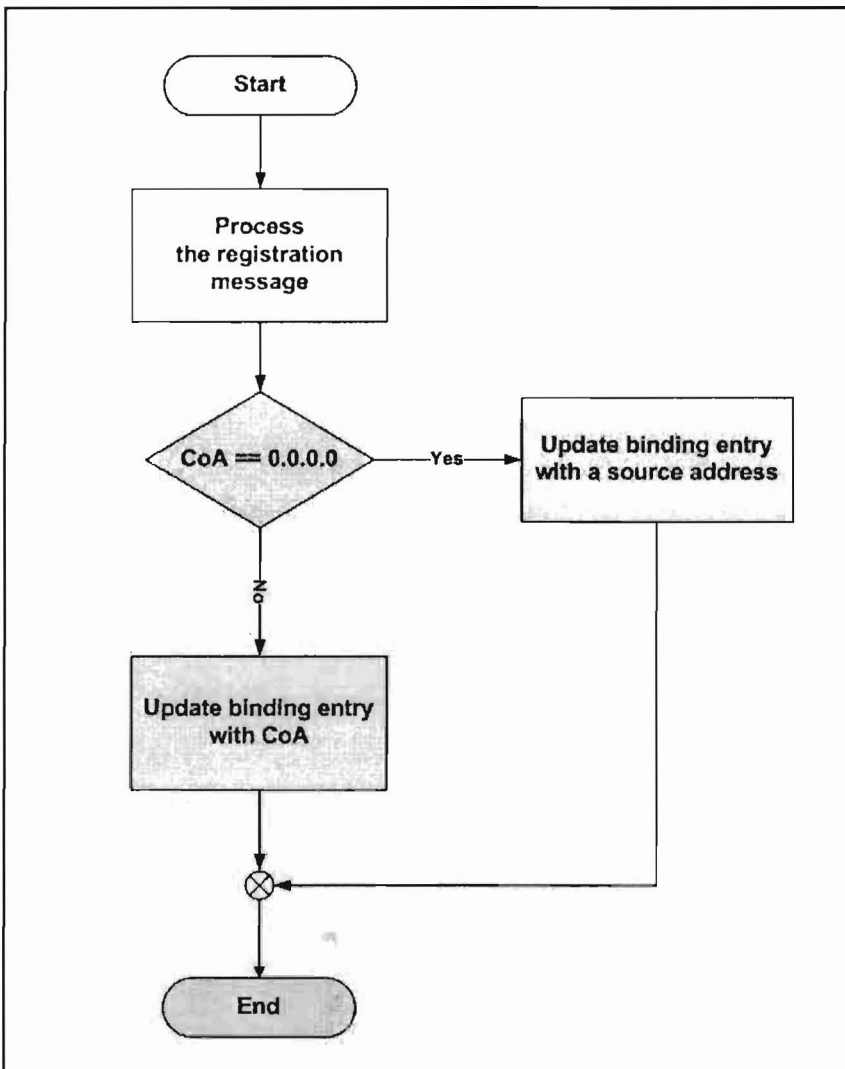 Start
Process
the registration
message
CoA == 0.0.0.0
Yes
Update binding entry
with a source address
No
Update binding entry
with CoA
End